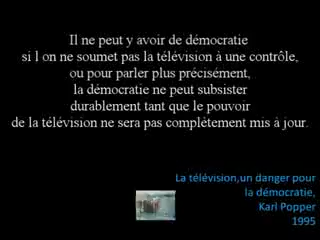 Il ne peut y avoir de démocratie
si l on ne soumet pas la télévision à une contrôle,
ou pour parler plus précisément,
la démocratie ne peut subsister
durablement tant que le pouvoir
de la télévision ne sera pas complètement mis à jour.
La télévision,un danger pour
la démocratie,
Karl Popper
1995